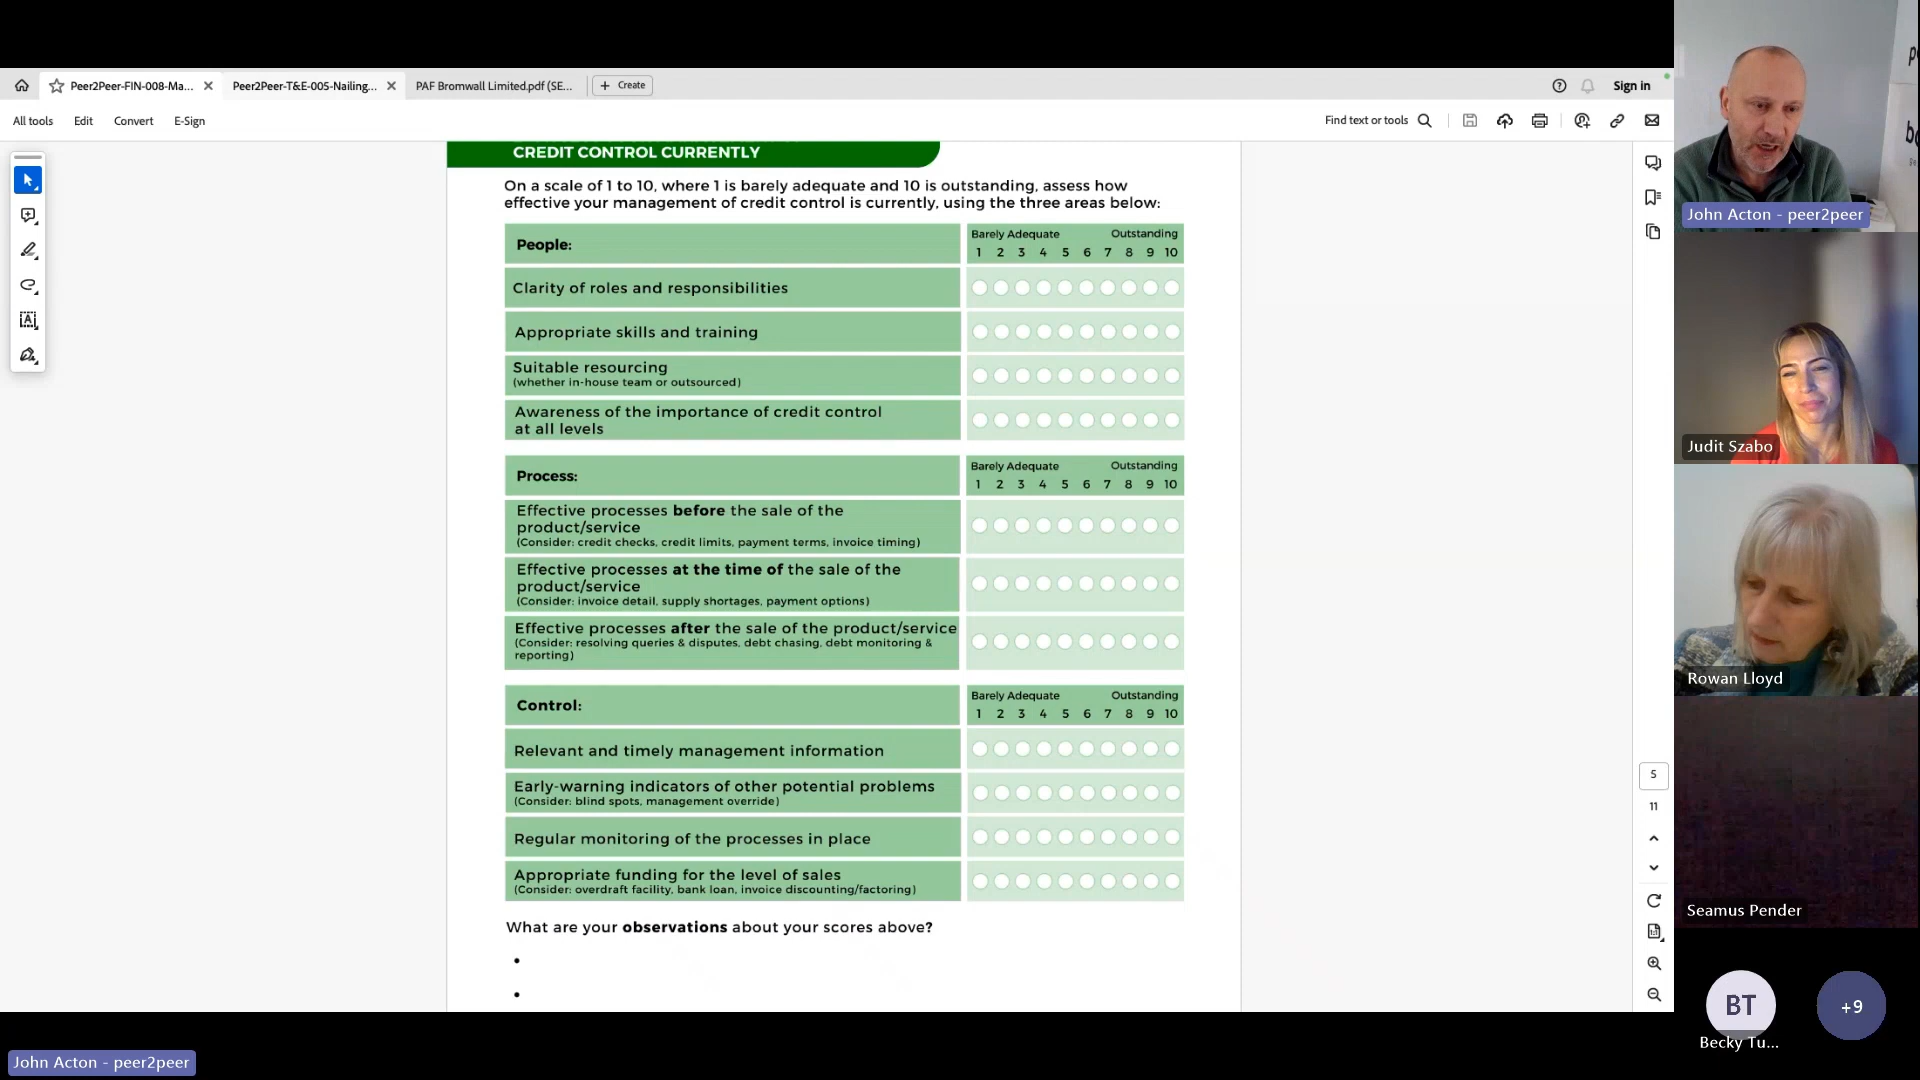 Peer2Peer-FIN-008-Ma...
Peer2Peer-T&E-005-Nailing...
PAF Bromwall Limited.pdf (SE...
Create
Sign in
All tools
Edit
Convert
E-Sign
Find text or tools
CREDIT CONTROL CURRENTLY
On a scale of 1 to 10, where 1 is barely adequate and 10 is outstanding, assess how
effective your management of credit control is currently, using the three areas below:
People:
Barely Adequate Outstanding
1 2 3 4 5 6 7 8 9 10
Clarity of roles and responsibilities
Appropriate skills and training
Suitable resourcing
(whether in-house team or outsourced)
Awareness of the importance of credit control
at all levels
Process:
Barely Adequate Outstanding
1 2 3 4 5 6 7 8 9 10
Effective processes before the sale of the
product/service
(Consider: credit checks, credit limits, payment terms, invoice timing)
Effective processes at the time of the sale of the
product/service
(Consider: invoice detail, supply shortages, payment options)
Effective processes after the sale of the product/service
(Consider: resolving queries & disputes, debt chasing, debt monitoring &
reporting)
Control:
Barely Adequate Outstanding
1 2 3 4 5 6 7 8 9 10
Relevant and timely management information
Early-warning indicators of other potential problems
(Consider: blind spots, management override)
Regular monitoring of the processes in place
Appropriate funding for the level of sales
(Consider: overdraft facility, bank loan, invoice discounting/factoring)
What are your observations about your scores above?
5
11
John Acton - peer2peer
Judit Szabo
Rowan Lloyd
Seamus Pender
BT
Becky Tu...
+9
John Acton - peer2peer